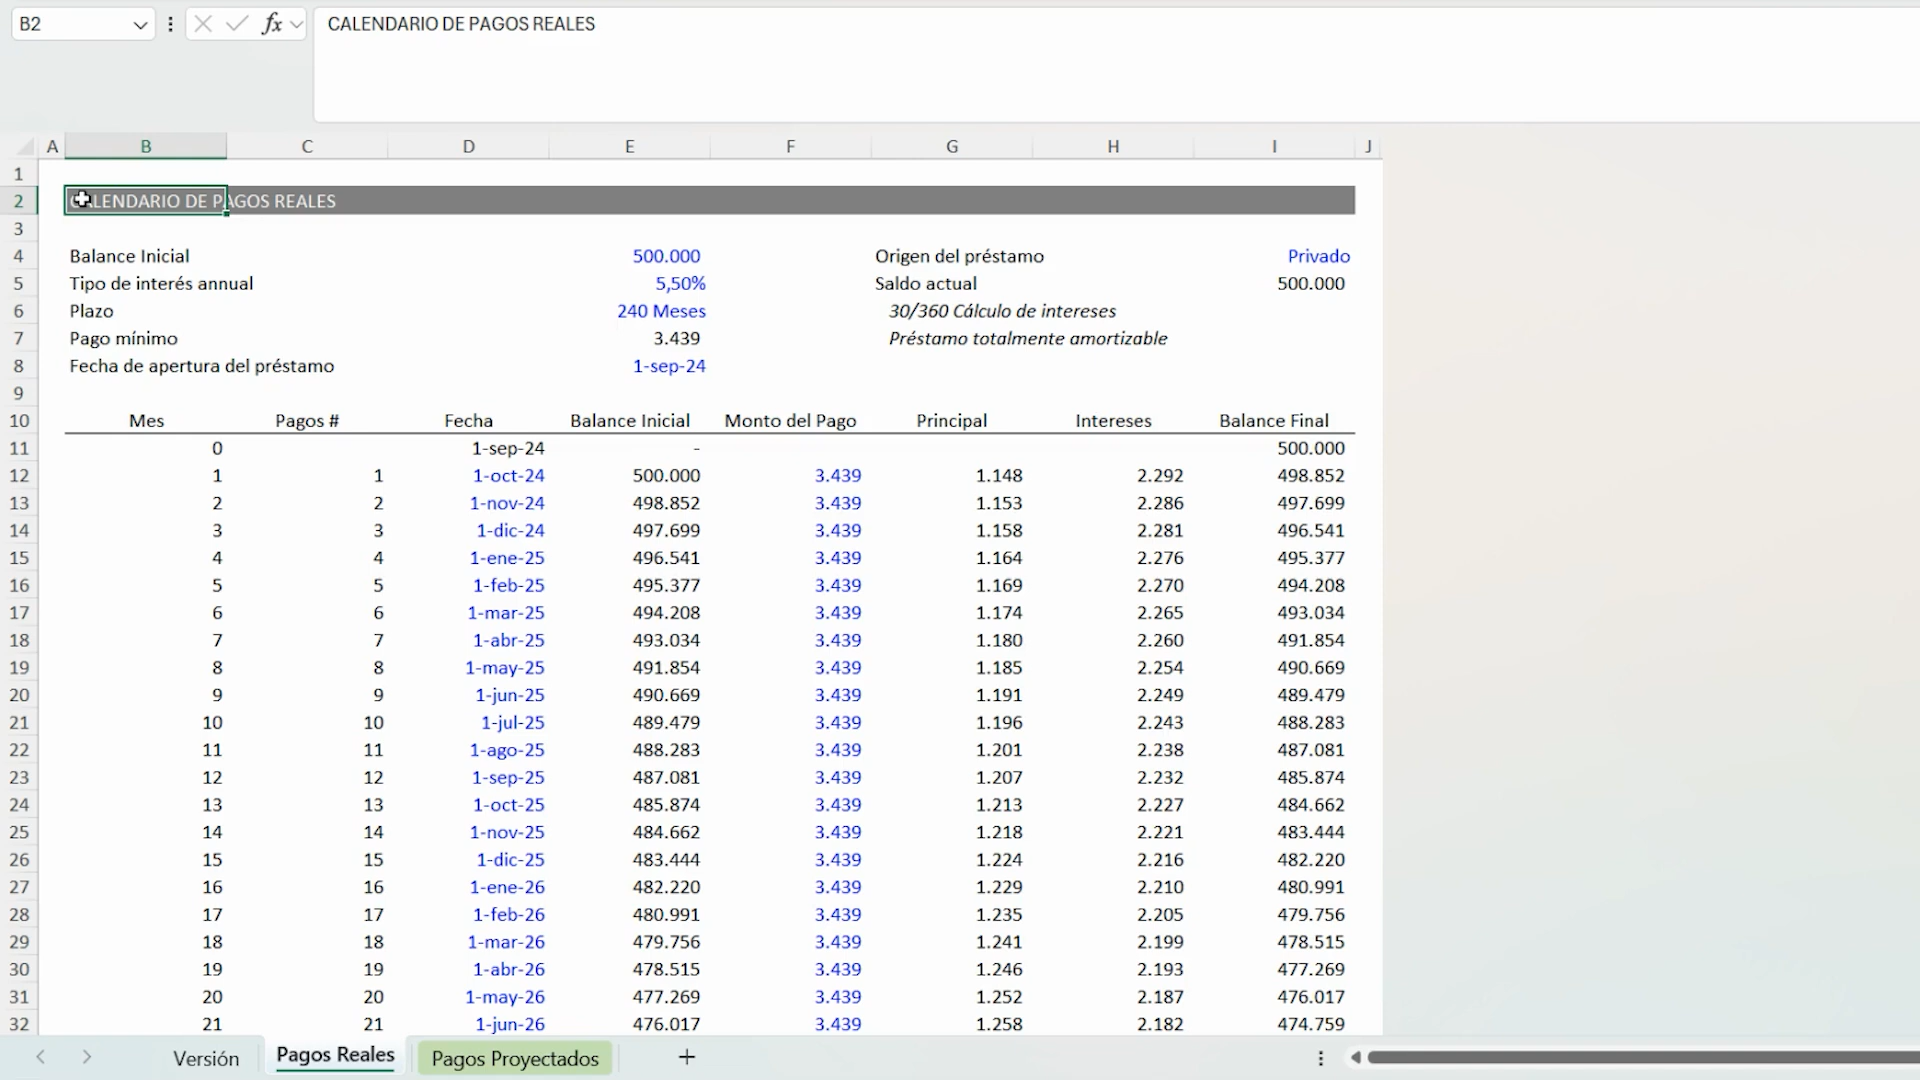 B2 fx CALENDARIO DE PAGOS REALES
A B C D E F G H I J
1
2 CALENDARIO DE PAGOS REALES
3
4 Balance Inicial 500.000 Origen del préstamo Privado
5 Tipo de interés annual 5,50% Saldo actual 500.000
6 Plazo 240 Meses 30/360 Cálculo de intereses
7 Pago mínimo 3.439 Préstamo totalmente amortizable
8 Fecha de apertura del préstamo 1-sep-24
9
10 Mes Pagos # Fecha Balance Inicial Monto del Pago Principal Intereses Balance Final
11 0 1-sep-24 - 500.000
12 1 1 1-oct-24 500.000 3.439 1.148 2.292 498.852
13 2 2 1-nov-24 498.852 3.439 1.153 2.286 497.699
14 3 3 1-dic-24 497.699 3.439 1.158 2.281 496.541
15 4 4 1-ene-25 496.541 3.439 1.164 2.276 495.377
16 5 5 1-feb-25 495.377 3.439 1.169 2.270 494.208
17 6 6 1-mar-25 494.208 3.439 1.174 2.265 493.034
18 7 7 1-abr-25 493.034 3.439 1.180 2.260 491.854
19 8 8 1-may-25 491.854 3.439 1.185 2.254 490.669
20 9 9 1-jun-25 490.669 3.439 1.191 2.249 489.479
21 10 10 1-jul-25 489.479 3.439 1.196 2.243 488.283
22 11 11 1-ago-25 488.283 3.439 1.201 2.238 487.081
23 12 12 1-sep-25 487.081 3.439 1.207 2.232 485.874
24 13 13 1-oct-25 485.874 3.439 1.213 2.227 484.662
25 14 14 1-nov-25 484.662 3.439 1.218 2.221 483.444
26 15 15 1-dic-25 483.444 3.439 1.224 2.216 482.220
27 16 16 1-ene-26 482.220 3.439 1.229 2.210 480.991
28 17 17 1-feb-26 480.991 3.439 1.235 2.205 479.756
29 18 18 1-mar-26 479.756 3.439 1.241 2.199 478.515
30 19 19 1-abr-26 478.515 3.439 1.246 2.193 477.269
31 20 20 1-may-26 477.269 3.439 1.252 2.187 476.017
32 21 21 1-jun-26 476.017 3.439 1.258 2.182 474.759
Versión Pagos Reales Pagos Proyectados +